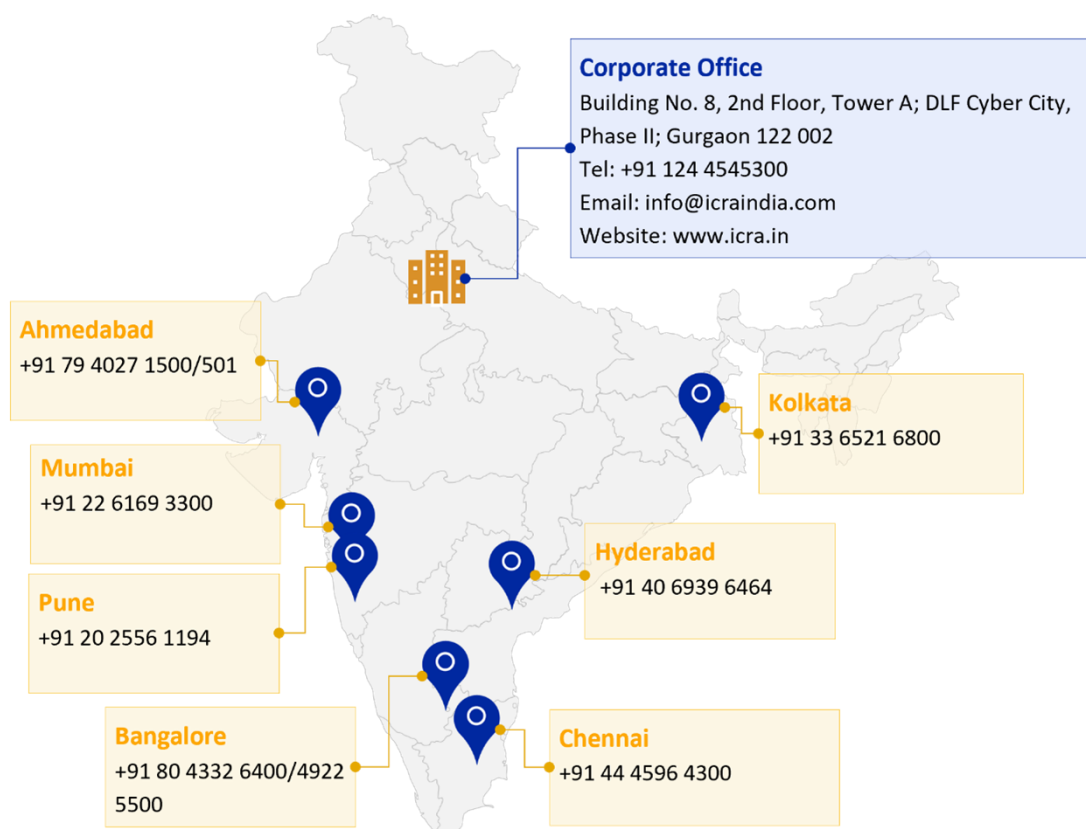 Corporate Office
Building No. 8, 2nd Floor, Tower A; DLF Cyber City,
Phase II; Gurgaon 122 002
Tel: +91 124 4545300
Email: info@icraindia.com
Website: www.icra.in
Ahmedabad
+91 79 4027 1500/501
Kolkata
+91 33 6521 6800
Mumbai
+91 22 6169 3300
Hyderabad
+91 40 6939 6464
Pune
+91 20 2556 1194
Bangalore
+91 80 4332 6400/4922
5500
Chennai
+91 44 4596 4300